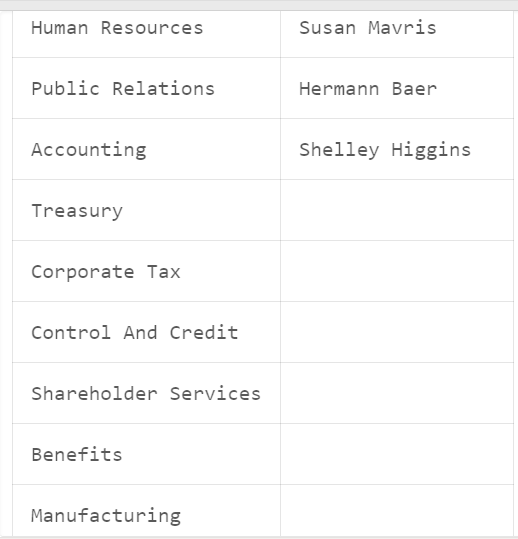 Human Resources Susan Mavris
Public Relations Hermann Baer
Accounting Shelley Higgins
Treasury
Corporate Tax
Control And Credit
Shareholder Services
Benefits
Manufacturing